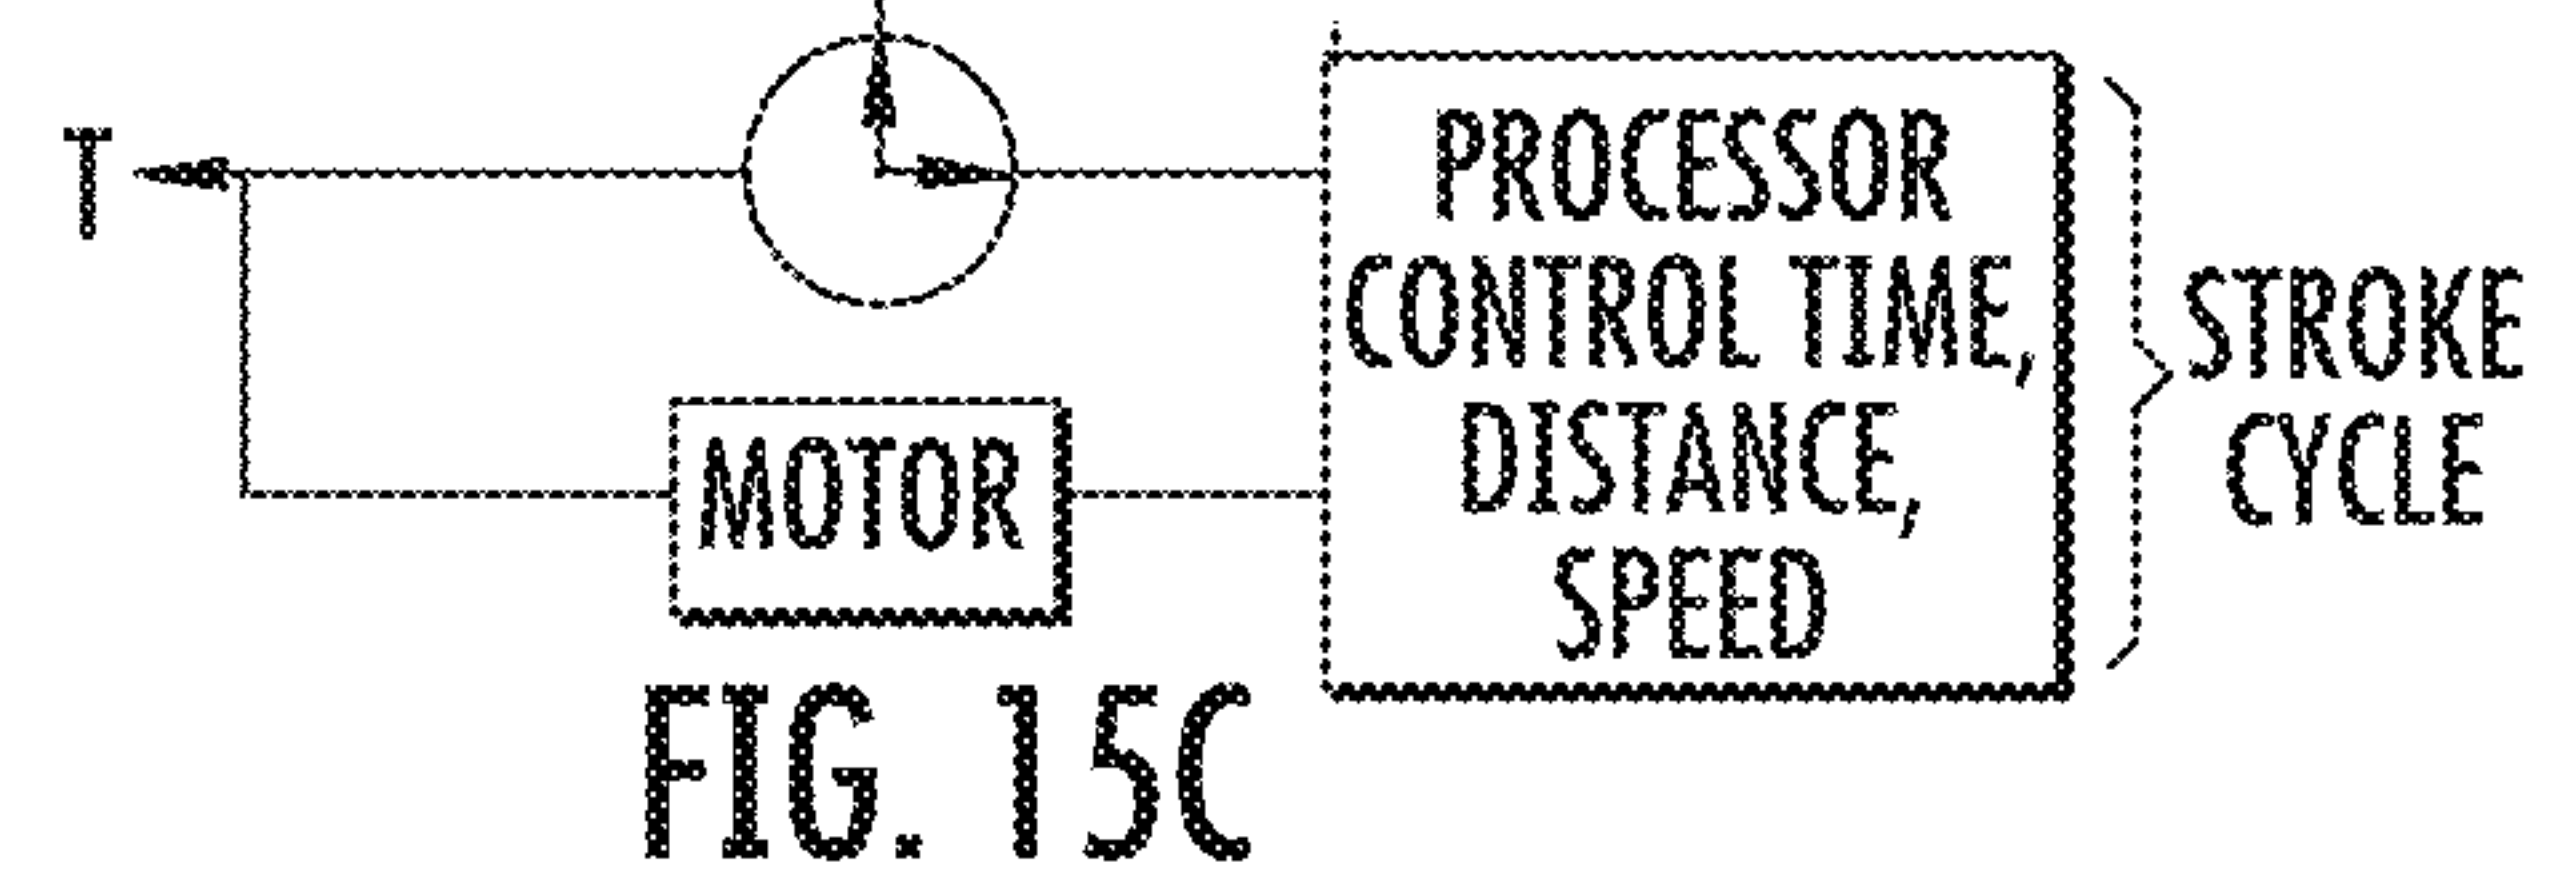 T
PROCESSOR
CONTROL TIME,
DISTANCE,
SPEED
STROKE
CYCLE
MOTOR
FIG. 15C